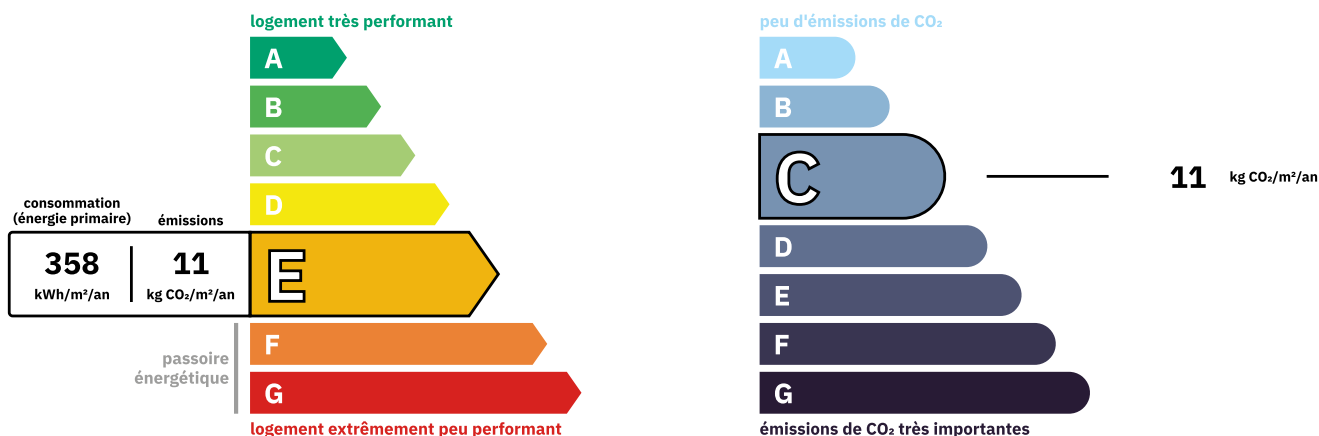 logement très performant
A
B
C
D
consommation
(énergie primaire)
émissions
358
kWh/m²/an
11
kg CO₂/m²/an
E
passoire
énergétique
F
G
logement extrêmement peu performant
peu d'émissions de CO₂
A
B
C
11 kg CO₂/m²/an
D
E
F
G
émissions de CO₂ très importantes